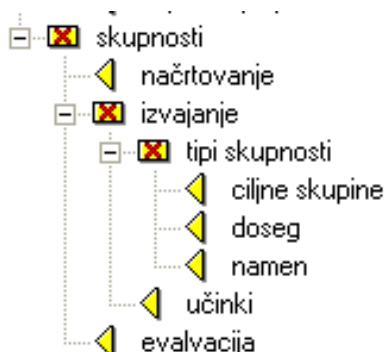 skupnosti
načrtovanje
izvajanje
tipi skupnosti
ciljne skupine
doseg
namen
učinki
evalvacija